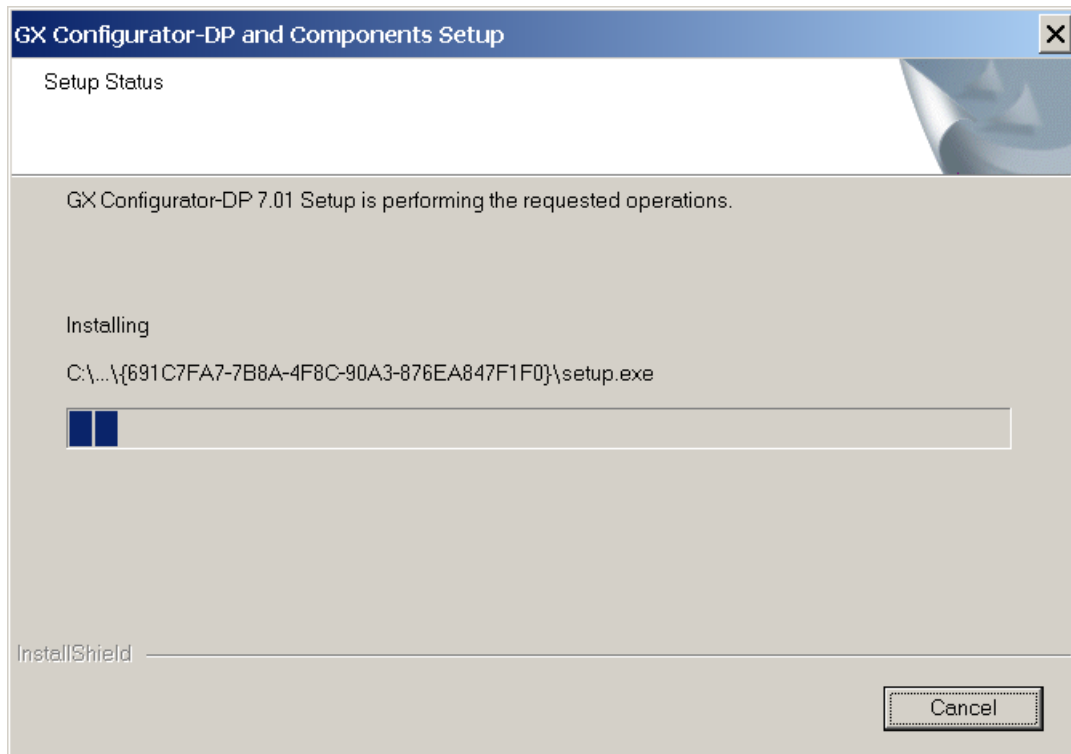 GX Configurator-DP and Components Setup
Setup Status
GX Configurator-DP 7.01 Setup is performing the requested operations.
Installing
C:\...\{691C7FA7-7B8A-4F8C-90A3-876EA847F1F0}\setup.exe
InstallShield
Cancel